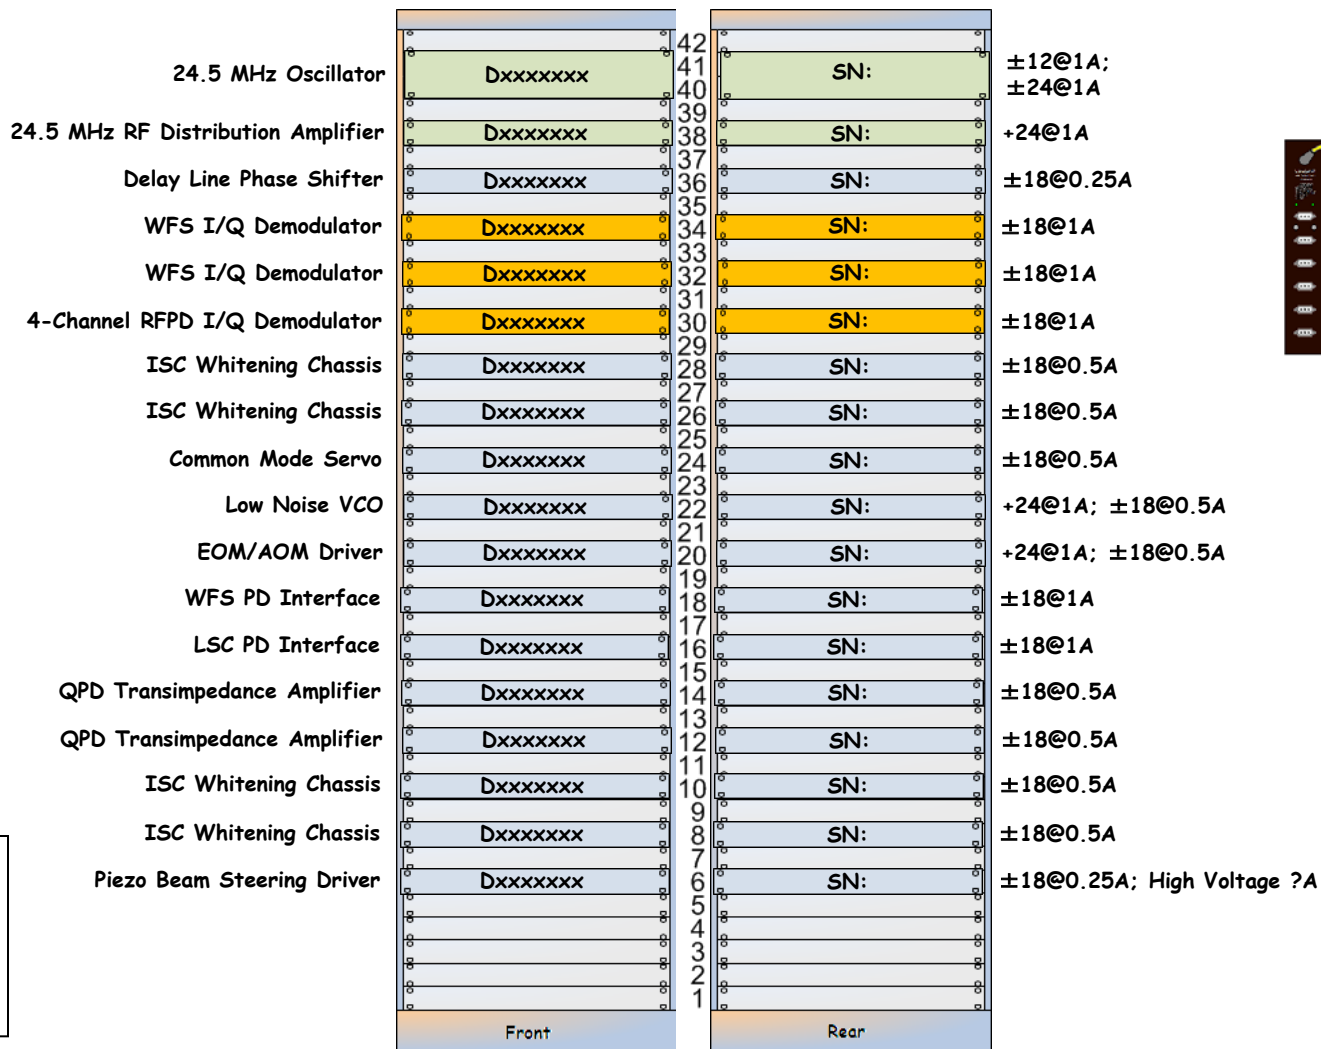 42
24.5 MHz Oscillator Dxxxxxxx 41 SN: ±12@1A;
40 ±24@1A
39
24.5 MHz RF Distribution Amplifier Dxxxxxxx 38 SN: +24@1A
37
Delay Line Phase Shifter Dxxxxxxx 36 SN: ±18@0.25A
35
WFS I/Q Demodulator Dxxxxxxx 34 SN: ±18@1A
33
WFS I/Q Demodulator Dxxxxxxx 32 SN: ±18@1A
31
4-Channel RFPD I/Q Demodulator Dxxxxxxx 30 SN: ±18@1A
29
ISC Whitening Chassis Dxxxxxxx 28 SN: ±18@0.5A
27
ISC Whitening Chassis Dxxxxxxx 26 SN: ±18@0.5A
25
Common Mode Servo Dxxxxxxx 24 SN: ±18@0.5A
23
Low Noise VCO Dxxxxxxx 22 SN: +24@1A; ±18@0.5A
21
EOM/AOM Driver Dxxxxxxx 20 SN: +24@1A; ±18@0.5A
19
WFS PD Interface Dxxxxxxx 18 SN: ±18@1A
17
LSC PD Interface Dxxxxxxx 16 SN: ±18@1A
15
QPD Transimpedance Amplifier Dxxxxxxx 14 SN: ±18@0.5A
13
QPD Transimpedance Amplifier Dxxxxxxx 12 SN: ±18@0.5A
11
ISC Whitening Chassis Dxxxxxxx 10 SN: ±18@0.5A
9
ISC Whitening Chassis Dxxxxxxx 8 SN: ±18@0.5A
7
Piezo Beam Steering Driver Dxxxxxxx 6 SN: ±18@0.25A; High Voltage ?A
5
4
3
2
1
Front Rear